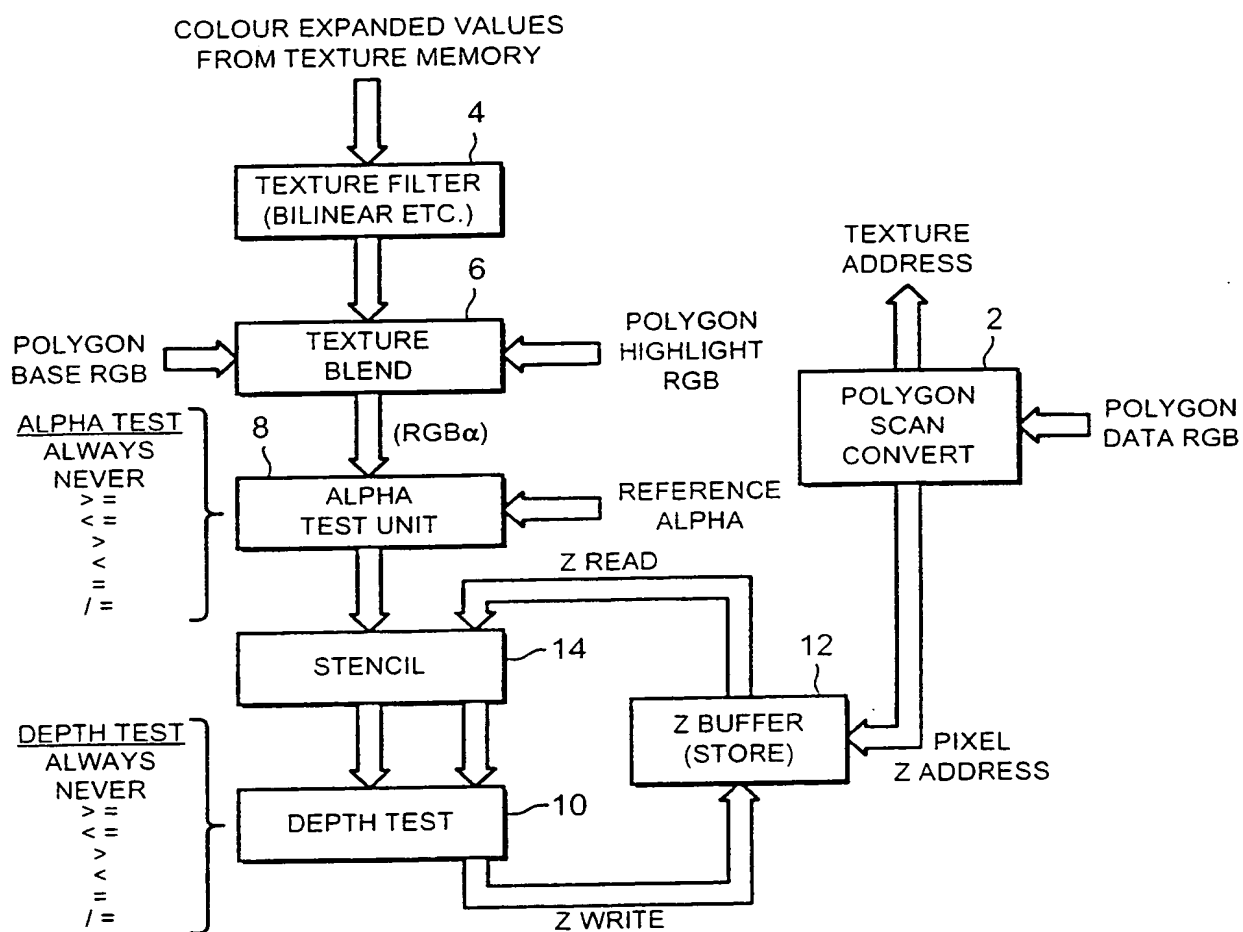 COLOUR EXPANDED VALUES
FROM TEXTURE MEMORY
4
TEXTURE FILTER
(BILINEAR ETC.)
TEXTURE
ADDRESS
6
2
POLYGON
BASE RGB
TEXTURE
BLEND
POLYGON
HIGHLIGHT
RGB
POLYGON
SCAN
CONVERT
POLYGON
DATA RGB
(RGBα)
ALPHA TEST
ALWAYS
NEVER
> =
< =
>
<
=
/ =
8
ALPHA
TEST UNIT
REFERENCE
ALPHA
Z READ
STENCIL
14
12
Z BUFFER
(STORE)
PIXEL
Z ADDRESS
DEPTH TEST
ALWAYS
NEVER
> =
< =
>
<
=
/ =
DEPTH TEST
10
Z WRITE